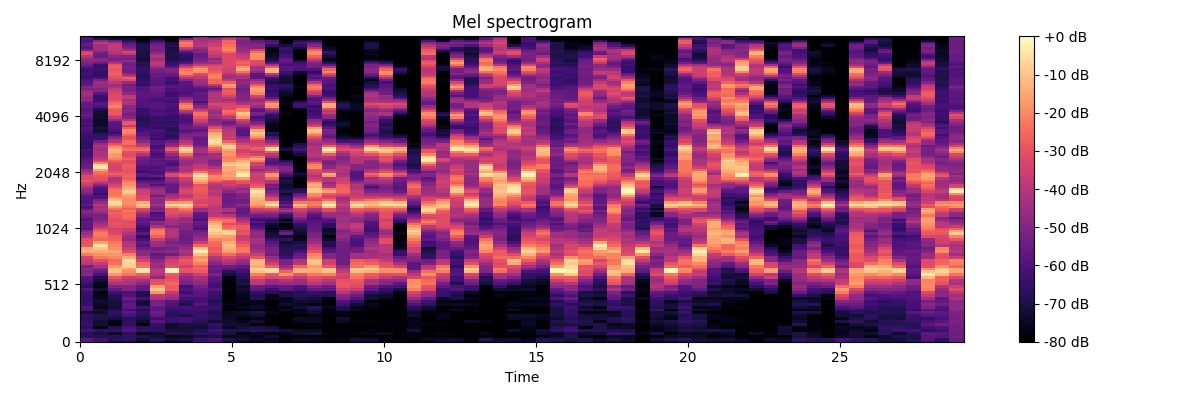 Mel spectrogram
8192
4096
2048
1024
512
0
Hz
0 5 10 15 20 25
Time
+0 dB
-10 dB
-20 dB
-30 dB
-40 dB
-50 dB
-60 dB
-70 dB
-80 dB